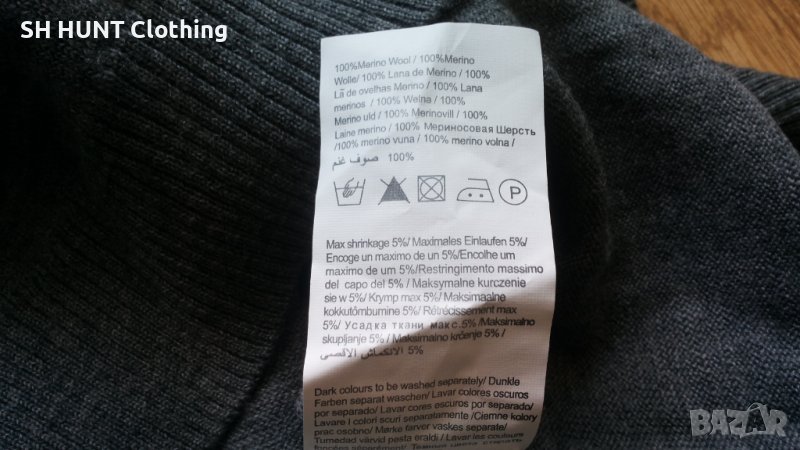 SH HUNT Clothing
100%Merino Wool / 100%Merino
Wolle/ 100% Lana de Merino / 100%
Lã de ovelhas Merino / 100% Lana
merinos / 100% Wełna / 100%
Merino uld / 100% Merinovill / 100%
Laine merino / 100% Мериносовая Шерсть
/100% merino vuna / 100% merino volna /
صوف غنم 100%
P
Max shrinkage 5%/ Maximales Einlaufen 5%/
Encoge un maximo de un 5%/Encolhe um
maximo de um 5%/Restringimento massimo
del capo del 5% / Maksymalne kurczenie
sie w 5%/ Krymp max 5% / Maksimaalne
kokkutõmbumine 5%/ Rétrécissement max
5%/ Усадка ткани макс.5%/Maksimalno
skupljanje 5% / Maksimalno krčenje 5% /
الانكماش الاقصى 5%
Dark colours to be washed separately/ Dunkle
Farben separat waschen/ Lavar colores oscuros
por separado/ Lavar cores oscuros por separado/
Lavare i colori scuri separatamente /Ciemne kolory
prac osobno/ Mørke farver vaskes separate/
Tumedad värvid pesta eraldi / Laver les couleurs
BAZAR